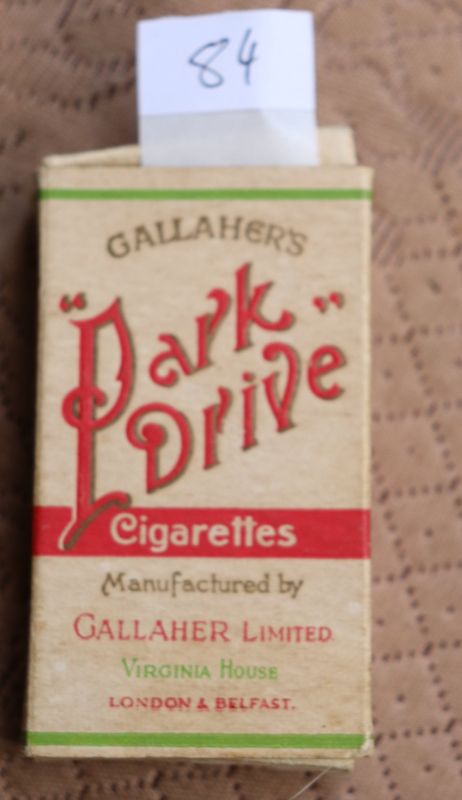 84
GALLAHER'S
"Park
Drive"
Cigarettes
Manufactured by
GALLAHER LIMITED
VIRGINIA HOUSE
LONDON & BELFAST.